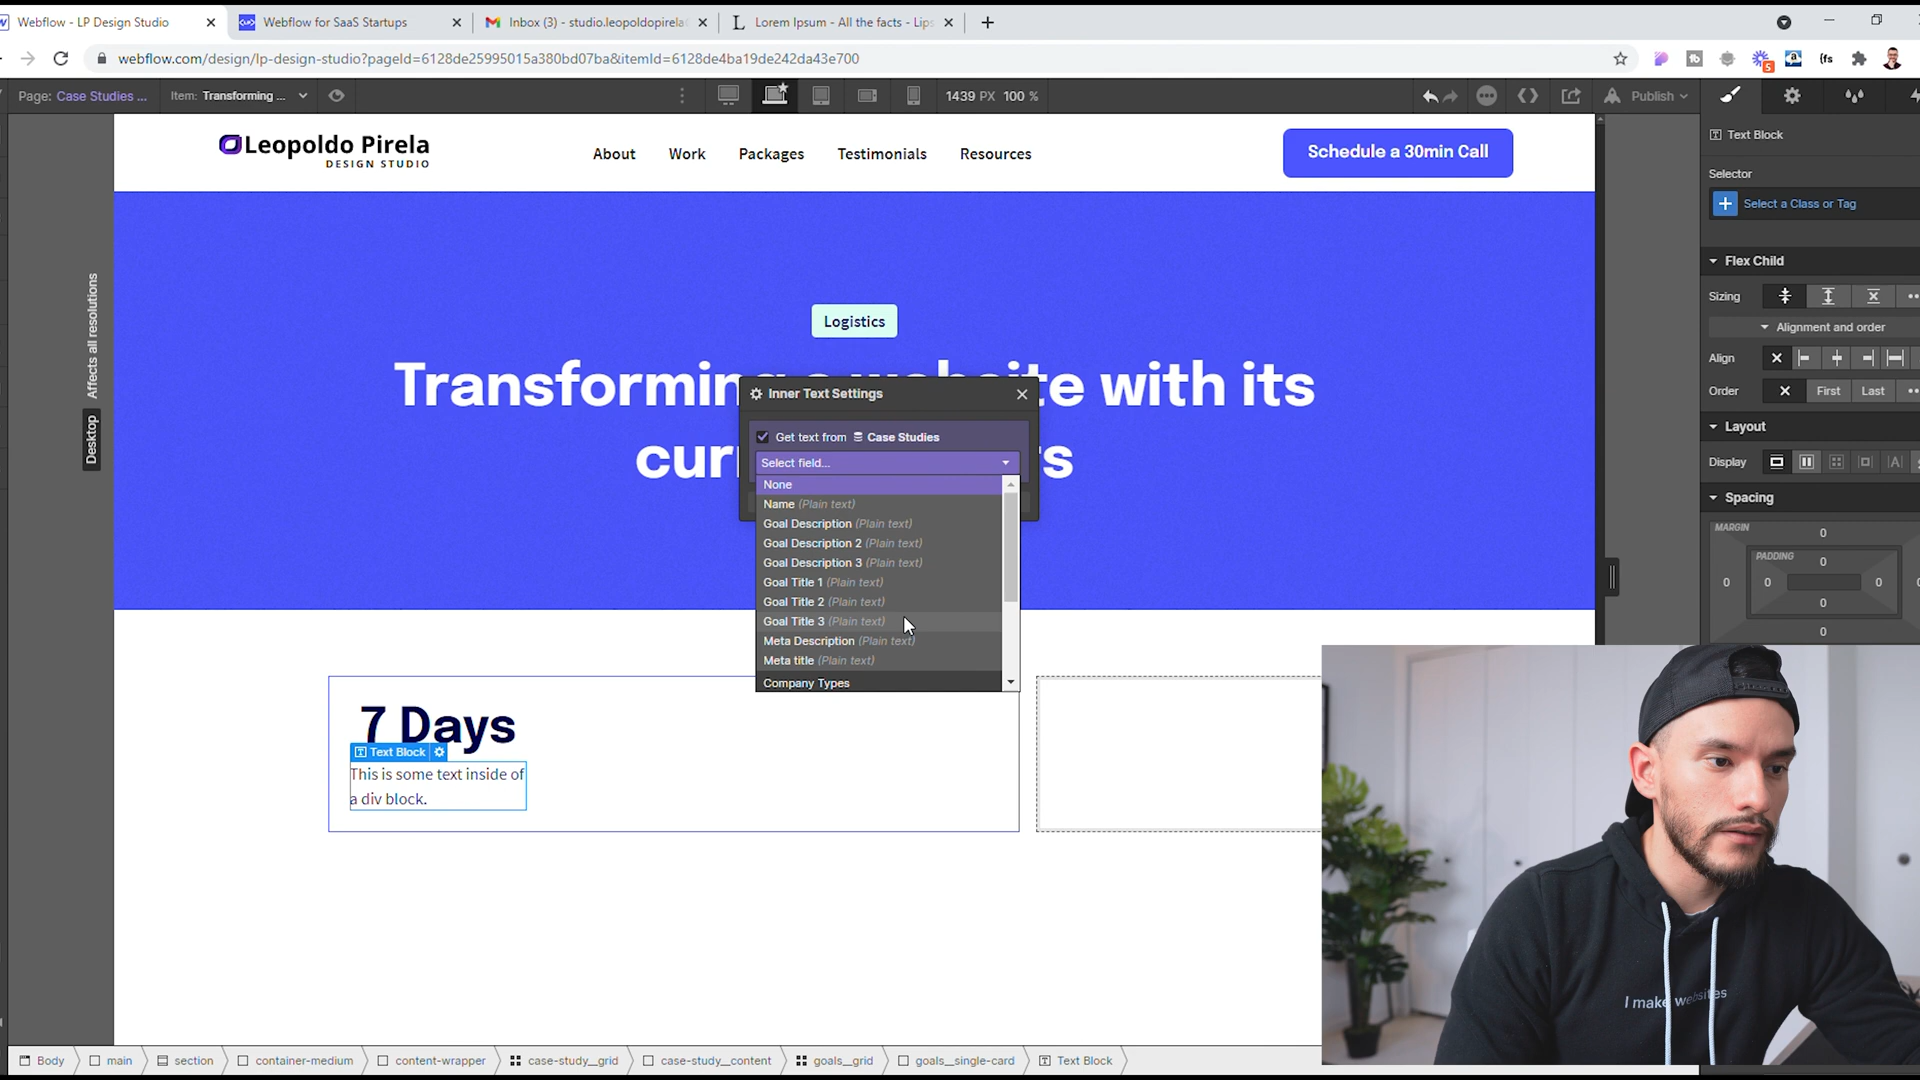 Webflow - LP Design Studio
Webflow for SaaS Startups
Inbox (3) - studio.leopoldopirela
Lorem Ipsum - All the facts - Lips
webflow.com/design/lp-design-studio?pageId=6128de25995015a380bd07ba&itemId=6128de4ba19de242da43e700
5
Page: Case Studies ...
Item: Transforming ...
1439 PX 100 %
Publish
Leopoldo Pirela
DESIGN STUDIO
About
Work
Packages
Testimonials
Resources
Schedule a 30min Call
Text Block
Selector
Select a Class or Tag
Flex Child
Sizing
Alignment and order
Align
Order
First
Last
Layout
Display
Spacing
MARGIN
0
PADDING
0
0
0
0
0
0
Affects all resolutions
Desktop
Logistics
Inner Text Settings
Get text from Case Studies
Select field...
None
Name (Plain text)
Goal Description (Plain text)
Goal Description 2 (Plain text)
Goal Description 3 (Plain text)
Goal Title 1 (Plain text)
Goal Title 2 (Plain text)
Goal Title 3 (Plain text)
Meta Description (Plain text)
Meta title (Plain text)
Company Types
with its
7 Days
Text Block
This is some text inside of
a div block.
I make websites
Body
main
section
container-medium
content-wrapper
case-study__grid
case-study__content
goals__grid
goals__single-card
Text Block